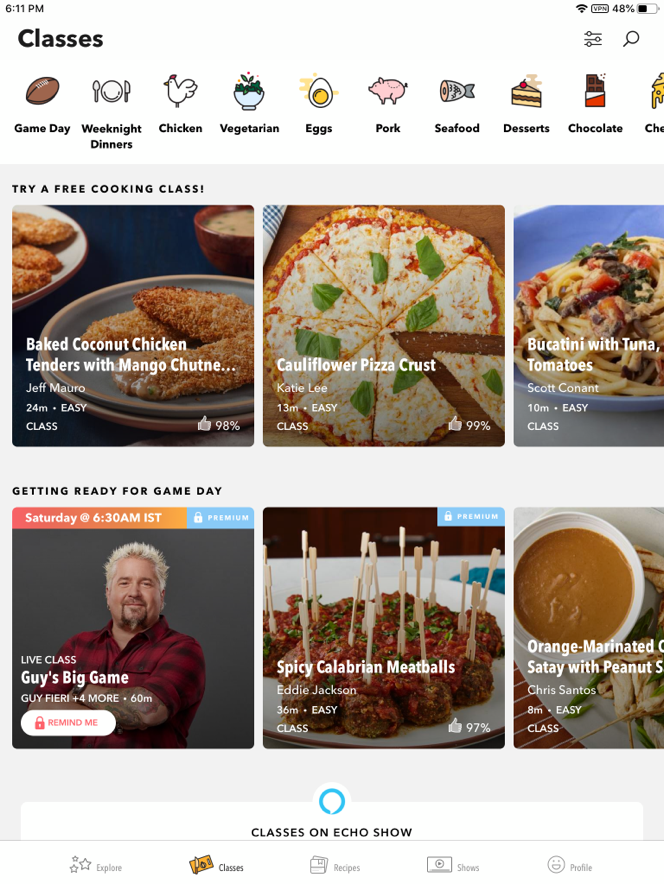 6:11 PM
VPN 48%
Classes
Game Day
Weeknight
Dinners
Chicken
Vegetarian
Eggs
Pork
Seafood
Desserts
Chocolate
Che
TRY A FREE COOKING CLASS!
Baked Coconut Chicken
Tenders with Mango Chutne...
Jeff Mauro
24m • EASY
CLASS
98%
Cauliflower Pizza Crust
Katie Lee
13m • EASY
CLASS
99%
Bucatini with Tuna,
Tomatoes
Scott Conant
10m • EASY
CLASS
GETTING READY FOR GAME DAY
Saturday @ 6:30AM IST
PREMIUM
LIVE CLASS
Guy's Big Game
GUY FIERI +4 MORE • 60m
REMIND ME
PREMIUM
Spicy Calabrian Meatballs
Eddie Jackson
36m • EASY
CLASS
97%
Orange-Marinated C
Satay with Peanut S
Chris Santos
8m • EASY
CLASS
CLASSES ON ECHO SHOW
Explore
Classes
Recipes
Shows
Profile